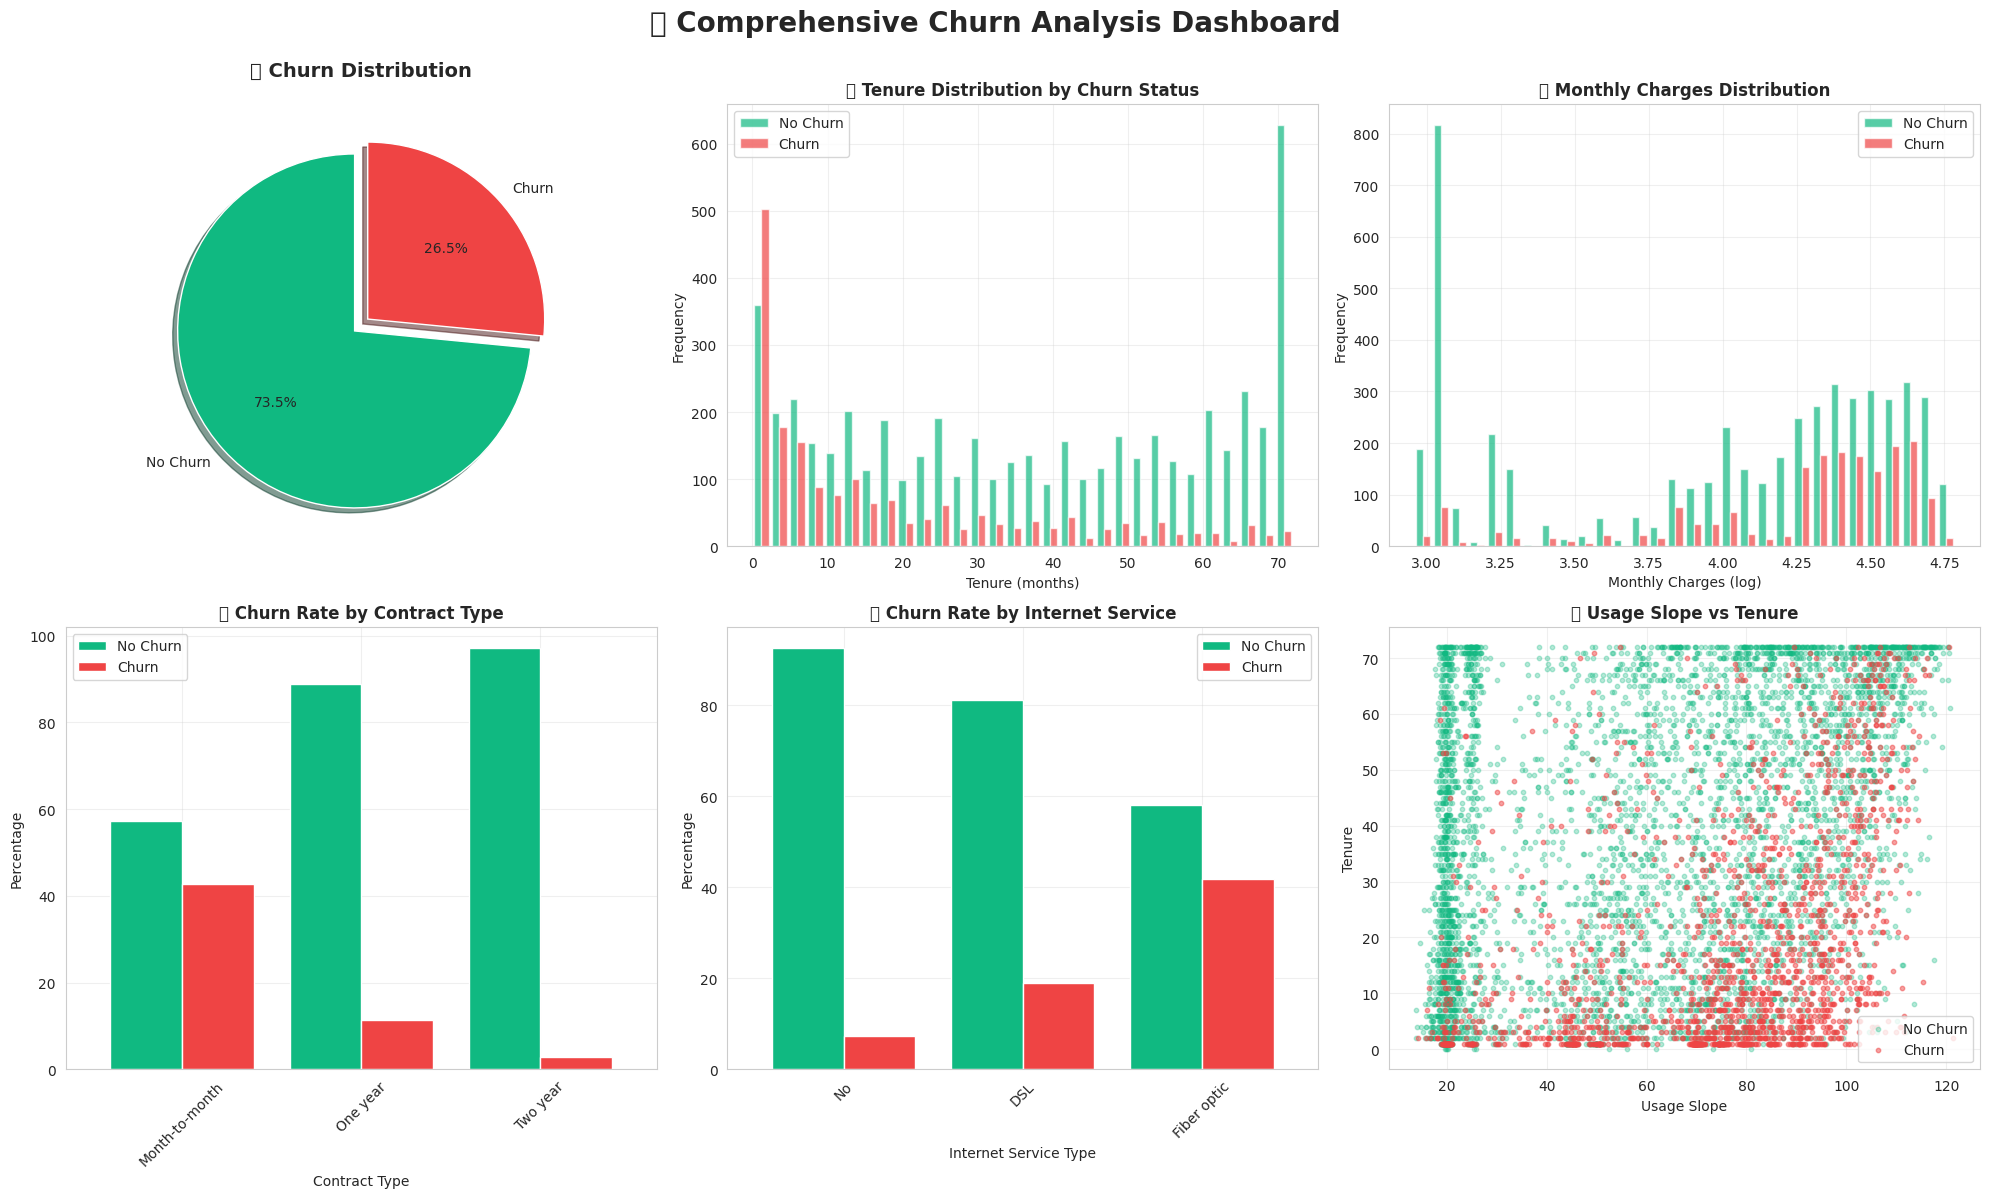 ▯ Comprehensive Churn Analysis Dashboard
▯ Churn Distribution
Churn
26.5%
73.5%
No Churn
▯ Tenure Distribution by Churn Status
No Churn
Churn
Frequency
600
500
400
300
200
100
0
0 10 20 30 40 50 60 70
Tenure (months)
▯ Monthly Charges Distribution
No Churn
Churn
Frequency
800
700
600
500
400
300
200
100
0
3.00 3.25 3.50 3.75 4.00 4.25 4.50 4.75
Monthly Charges (log)
▯ Churn Rate by Contract Type
No Churn
Churn
Percentage
100
80
60
40
20
0
Month-to-month
One year
Two year
Contract Type
▯ Churn Rate by Internet Service
No Churn
Churn
Percentage
80
60
40
20
0
No
DSL
Fiber optic
Internet Service Type
▯ Usage Slope vs Tenure
Tenure
70
60
50
40
30
20
10
0
No Churn
Churn
20 40 60 80 100 120
Usage Slope